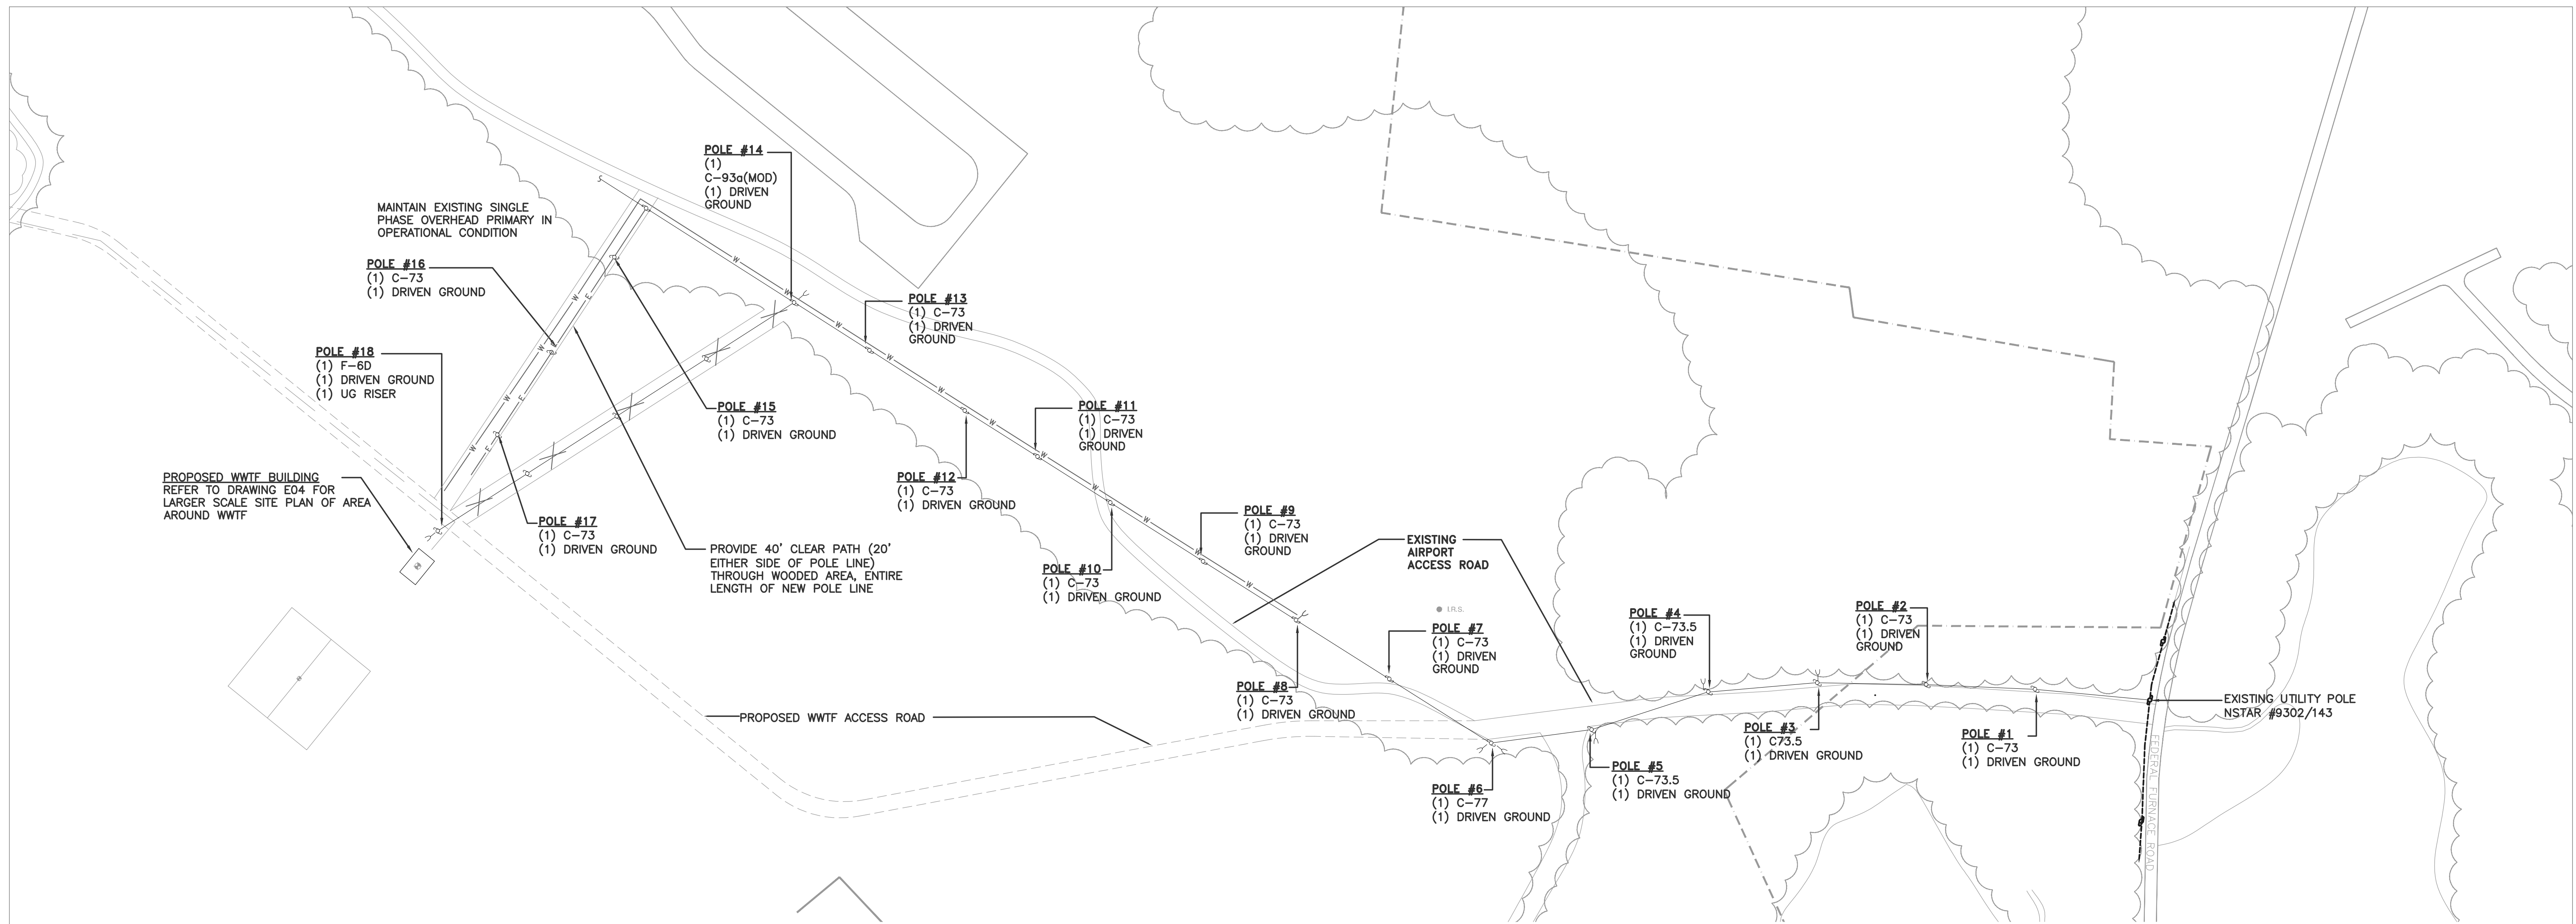 POLE #14
(1)
C-93a(MOD)
(1) DRIVEN
GROUND
MAINTAIN EXISTING SINGLE
PHASE OVERHEAD PRIMARY IN
OPERATIONAL CONDITION
POLE #16
(1) C-73
(1) DRIVEN GROUND
POLE #13
(1) C-73
(1) DRIVEN
GROUND
POLE #18
(1) F-6D
(1) DRIVEN GROUND
(1) UG RISER
POLE #15
(1) C-73
(1) DRIVEN GROUND
POLE #11
(1) C-73
(1) DRIVEN
GROUND
PROPOSED WWTF BUILDING
REFER TO DRAWING E04 FOR
LARGER SCALE SITE PLAN OF AREA
AROUND WWTF
POLE #12
(1) C-73
(1) DRIVEN GROUND
POLE #17
(1) C-73
(1) DRIVEN GROUND
PROVIDE 40' CLEAR PATH (20'
EITHER SIDE OF POLE LINE)
THROUGH WOODED AREA, ENTIRE
LENGTH OF NEW POLE LINE
POLE #9
(1) C-73
(1) DRIVEN
GROUND
POLE #10
(1) C-73
(1) DRIVEN GROUND
EXISTING
AIRPORT
ACCESS ROAD
I.R.S.
POLE #7
(1) C-73
(1) DRIVEN
GROUND
POLE #4
(1) C-73.5
(1) DRIVEN
GROUND
POLE #2
(1) C-73
(1) DRIVEN
GROUND
POLE #8
(1) C-73
(1) DRIVEN GROUND
PROPOSED WWTF ACCESS ROAD
EXISTING UTILITY POLE
NSTAR #9302/143
POLE #3
(1) C73.5
(1) DRIVEN GROUND
POLE #1
(1) C-73
(1) DRIVEN GROUND
POLE #5
(1) C-73.5
(1) DRIVEN GROUND
POLE #6
(1) C-77
(1) DRIVEN GROUND
FEDERAL FURNACE ROAD
W
W
W
W
W
W
W
W
W
W
W
W
W
W
E
E
E